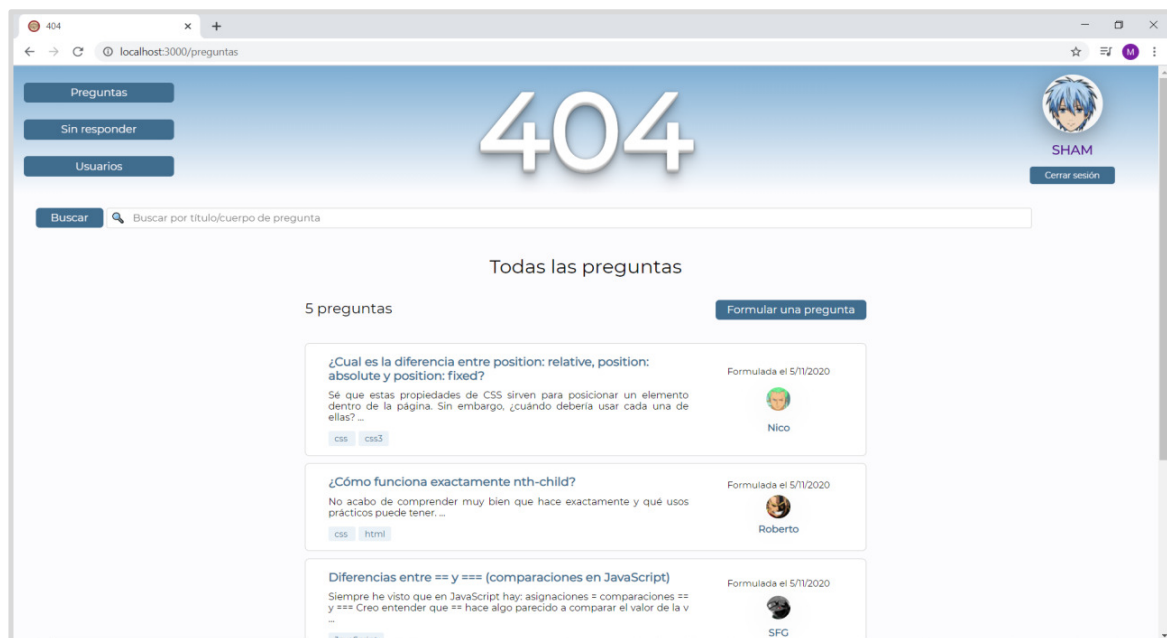 404
localhost:3000/preguntas
M
Preguntas
Sin responder
Usuarios
404
SHAM
Cerrar sesión
Buscar
Buscar por título/cuerpo de pregunta
Todas las preguntas
5 preguntas
Formular una pregunta
¿Cual es la diferencia entre position: relative, position:
absolute y position: fixed?
Sé que estas propiedades de CSS sirven para posicionar un elemento
dentro de la página. Sin embargo, ¿cuándo debería usar cada una de
ellas? ...
css css3
Formulada el 5/11/2020
Nico
¿Cómo funciona exactamente nth-child?
No acabo de comprender muy bien que hace exactamente y qué usos
prácticos puede tener. ...
css html
Formulada el 5/11/2020
Roberto
Diferencias entre == y === (comparaciones en JavaScript)
Siempre he visto que en JavaScript hay: asignaciones = comparaciones ==
y === Creo entender que == hace algo parecido a comparar el valor de la v
...
Formulada el 5/11/2020
SFG